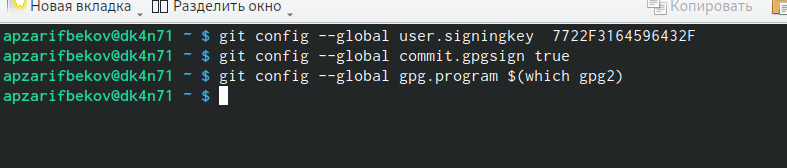 Новая вкладка Разделить окно Копировать
apzarifbekov@dk4n71 ~ $ git config --global user.signingkey  7722F3164596432F
apzarifbekov@dk4n71 ~ $ git config --global commit.gpgsign true
apzarifbekov@dk4n71 ~ $ git config --global gpg.program $(which gpg2)
apzarifbekov@dk4n71 ~ $